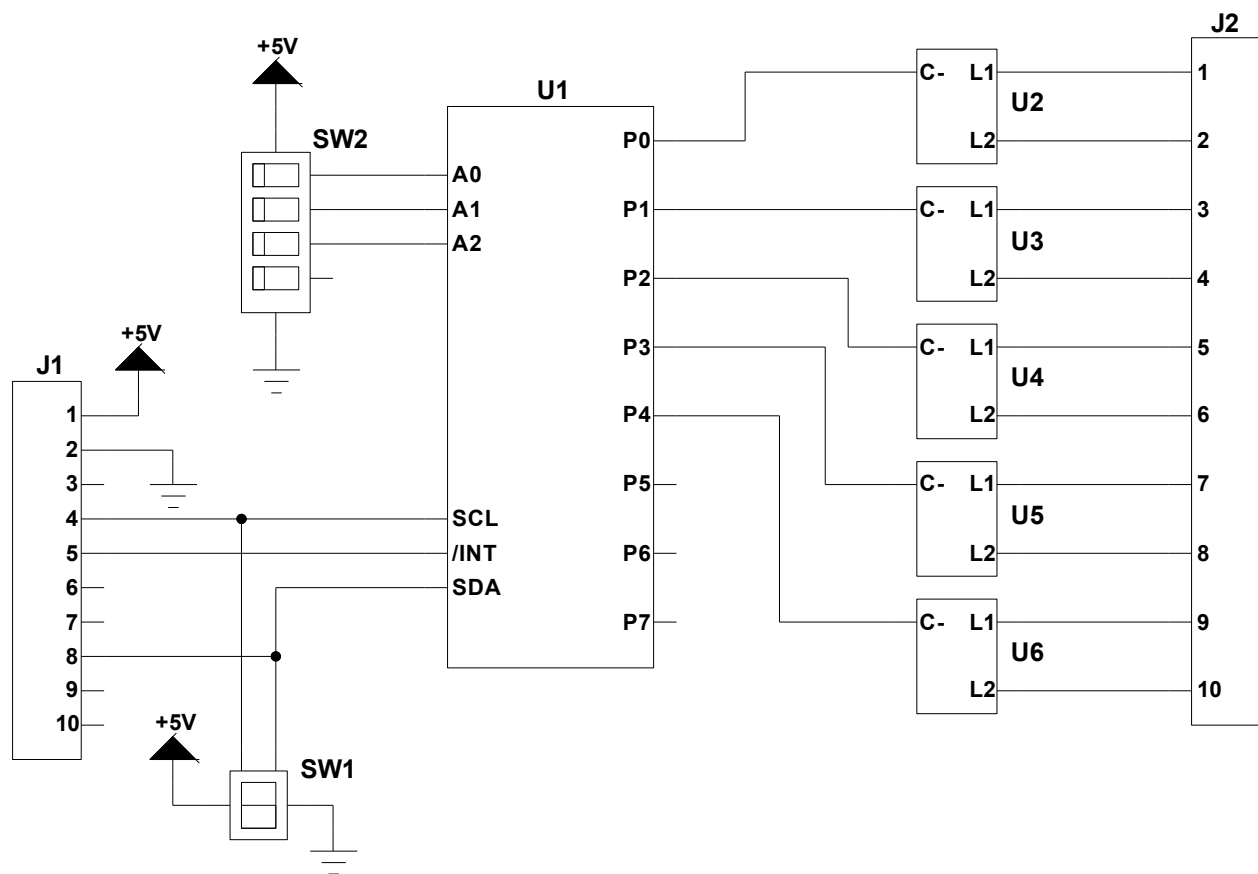 J2
+5V
C- L1 1
U2
U1
L2 2
SW2
P0
A0
A1
P1
C- L1 3
U3
A2
P2
L2 4
+5V
P3
C- L1 5
U4
J1
1
P4
L2 6
2
3
P5
C- L1 7
U5
4
SCL
5
/INT
P6
L2 8
6
SDA
7
P7
C- L1 9
U6
8
9
L2 10
10
+5V
SW1